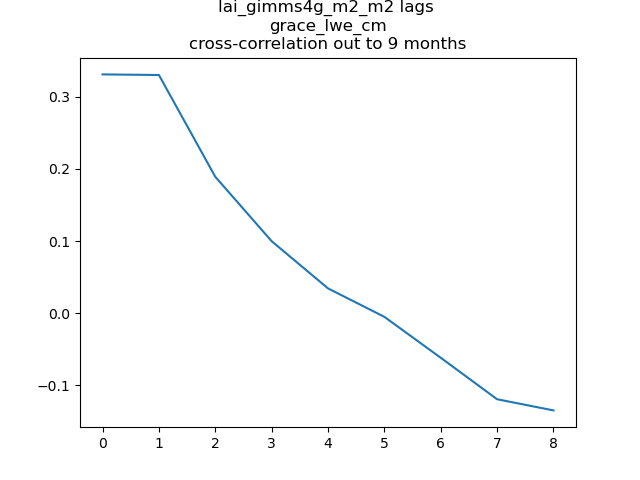 lai_gimms4g_m2_m2 lags
grace_lwe_cm
cross-correlation out to 9 months
0.3
0.2
0.1
0.0
−0.1
0 1 2 3 4 5 6 7 8